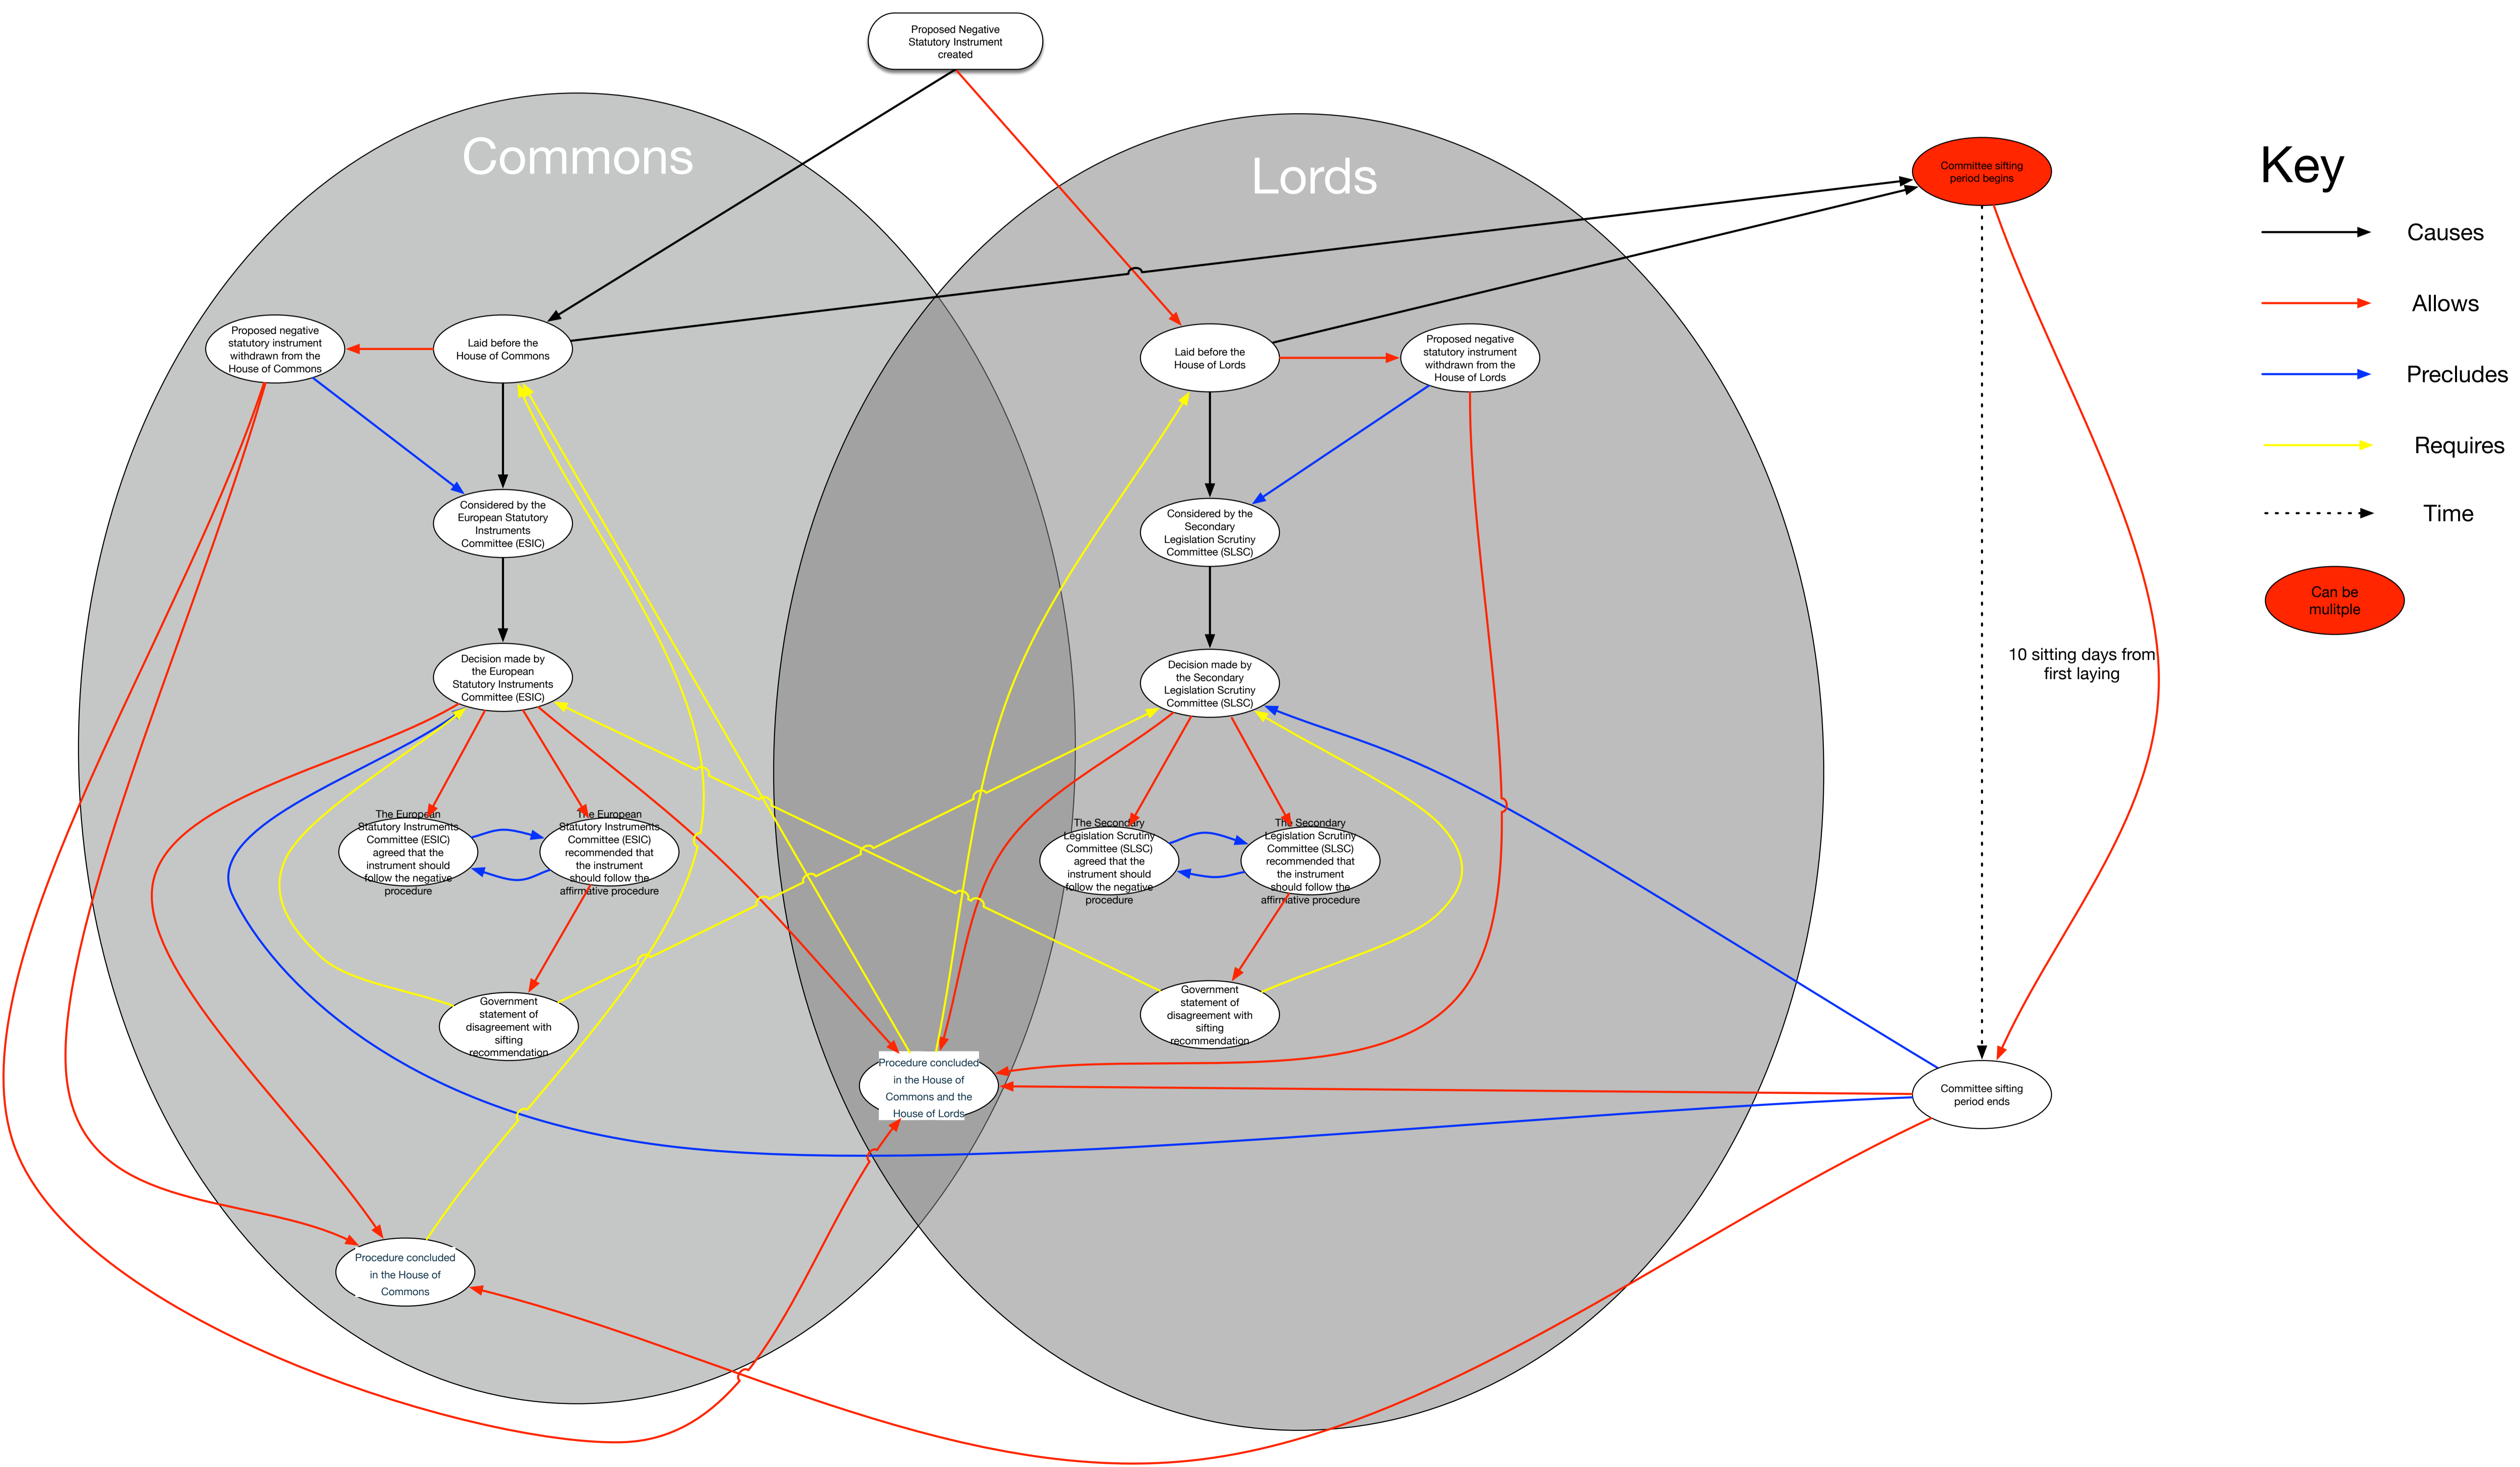 Proposed Negative
Statutory Instrument
created
Commons
Lords
Committee sifting
period begins
Key
Causes
Allows
Precludes
Requires
Time
Can be
mulitple
Proposed negative
statutory instrument
withdrawn from the
House of Commons
Laid before the
House of Commons
Laid before the
House of Lords
Proposed negative
statutory instrument
withdrawn from the
House of Lords
Considered by the
European Statutory
Instruments
Committee (ESIC)
Considered by the
Secondary
Legislation Scrutiny
Committee (SLSC)
Decision made by
the European
Statutory Instruments
Committee (ESIC)
Decision made by
the Secondary
Legislation Scrutiny
Committee (SLSC)
10 sitting days from
first laying
The European
Statutory Instruments
Committee (ESIC)
agreed that the
instrument should
follow the negative
procedure
The European
Statutory Instruments
Committee (ESIC)
recommended that
the instrument
should follow the
affirmative procedure
The Secondary
Legislation Scrutiny
Committee (SLSC)
agreed that the
instrument should
follow the negative
procedure
The Secondary
Legislation Scrutiny
Committee (SLSC)
recommended that
the instrument
should follow the
affirmative procedure
Government
statement of
disagreement with
sifting
recommendation
Government
statement of
disagreement with
sifting
recommendation
Procedure concluded
in the House of
Commons and the
House of Lords
Committee sifting
period ends
Procedure concluded
in the House of
Commons